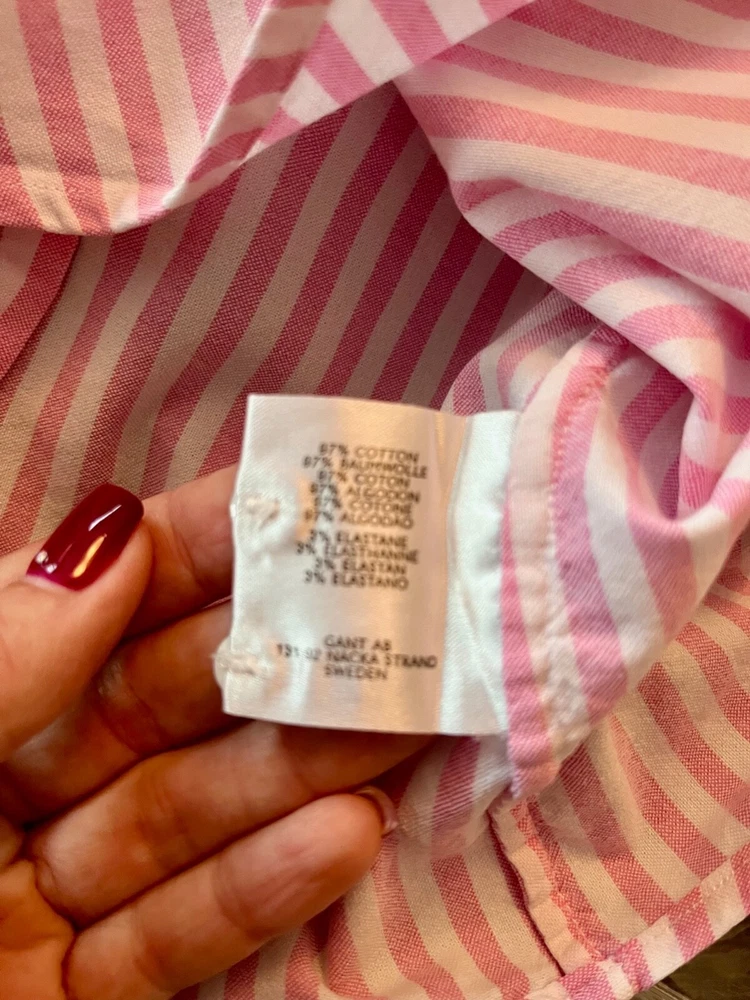 97% COTTON
97% BAUMWOLLE
97% COTON
97% ALGODON
97% COTONE
97% ALGODAO
3% ELASTANE
3% ELASTHANNE
3% ELASTAN
3% ELASTANO
GANT AB
131 52 NACKA STRAND
SWEDEN